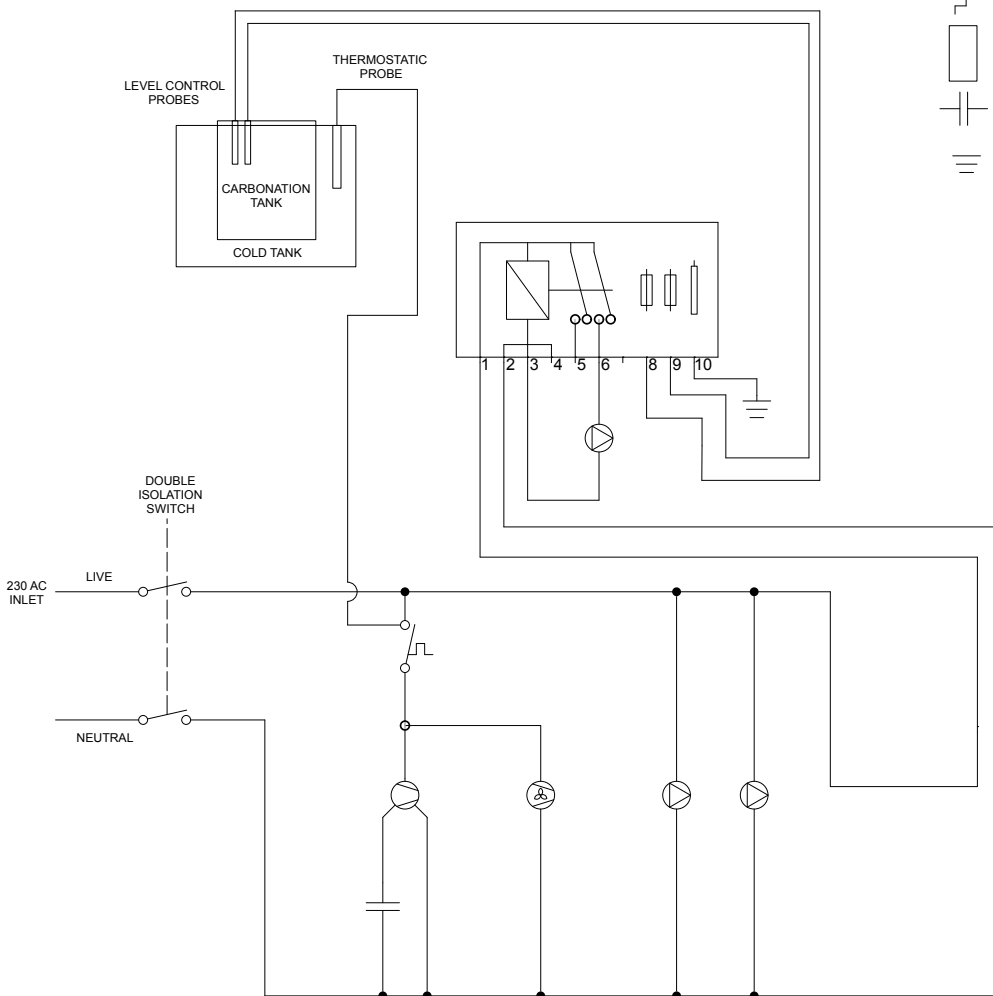 THERMOSTATIC
PROBE
LEVEL CONTROL
PROBES
CARBONATION
TANK
COLD TANK
1 2 3 4 5 6 8 9 10
DOUBLE
ISOLATION
SWITCH
230 AC
INLET
LIVE
NEUTRAL